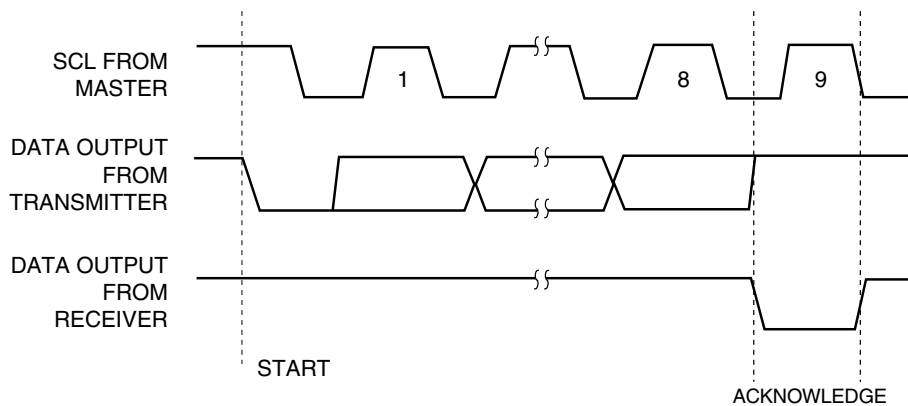 SCL FROM
MASTER
1
8
9
DATA OUTPUT
FROM
TRANSMITTER
DATA OUTPUT
FROM
RECEIVER
START
ACKNOWLEDGE